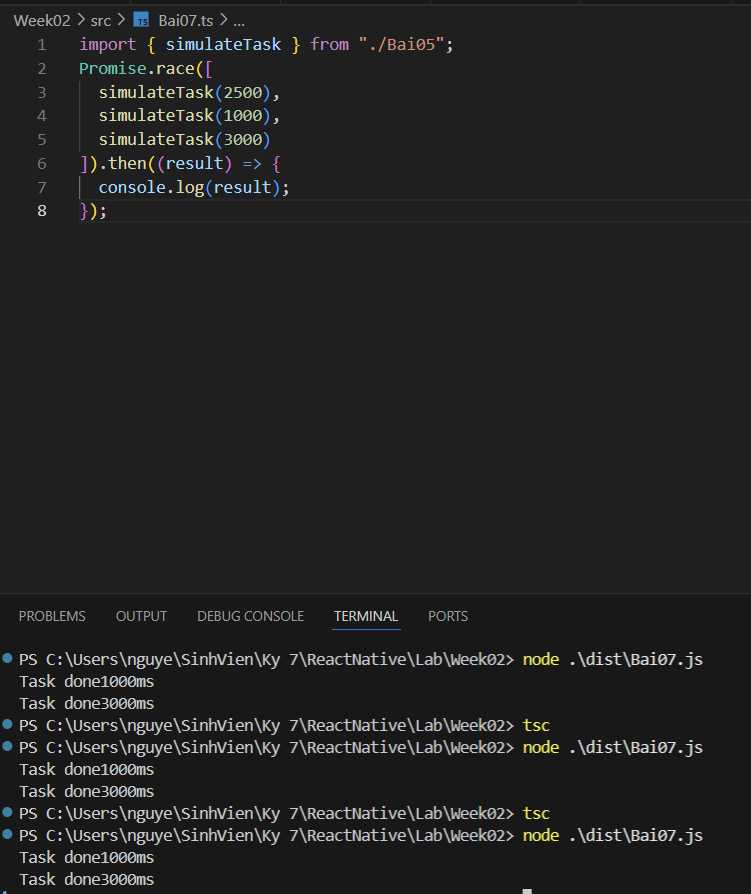 Week02 > src > TS Bai07.ts > ...
1 import { simulateTask } from "./Bai05";
2 Promise.race([
3   simulateTask(2500),
4   simulateTask(1000),
5   simulateTask(3000)
6 ]).then((result) => {
7   console.log(result);
8 });
PROBLEMS OUTPUT DEBUG CONSOLE TERMINAL PORTS
PS C:\Users\nguye\SinhVien\Ky 7\ReactNative\Lab\Week02> node .\dist\Bai07.js
Task done1000ms
Task done3000ms
PS C:\Users\nguye\SinhVien\Ky 7\ReactNative\Lab\Week02> tsc
PS C:\Users\nguye\SinhVien\Ky 7\ReactNative\Lab\Week02> node .\dist\Bai07.js
Task done1000ms
Task done3000ms
PS C:\Users\nguye\SinhVien\Ky 7\ReactNative\Lab\Week02> tsc
PS C:\Users\nguye\SinhVien\Ky 7\ReactNative\Lab\Week02> node .\dist\Bai07.js
Task done1000ms
Task done3000ms